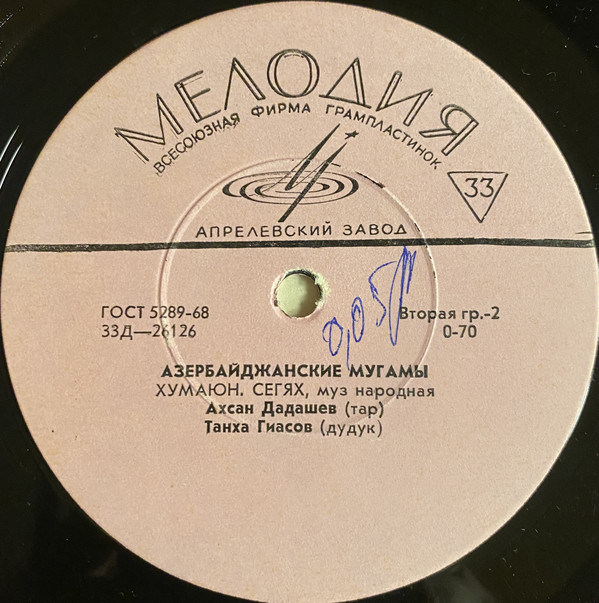 МЕЛОДИЯ
ВСЕСОЮЗНАЯ ФИРМА ГРАМПЛАСТИНОК
33
АПРЕЛЕВСКИЙ ЗАВОД
ГОСТ 5289-68
Вторая гр.-2
33Д—26126
0-70
0,05
АЗЕРБАЙДЖАНСКИЕ МУГАМЫ
ХУМАЮН. СЕГЯХ, муз народная
Ахсан Дадашев (тар)
Танха Гиасов (дудук)